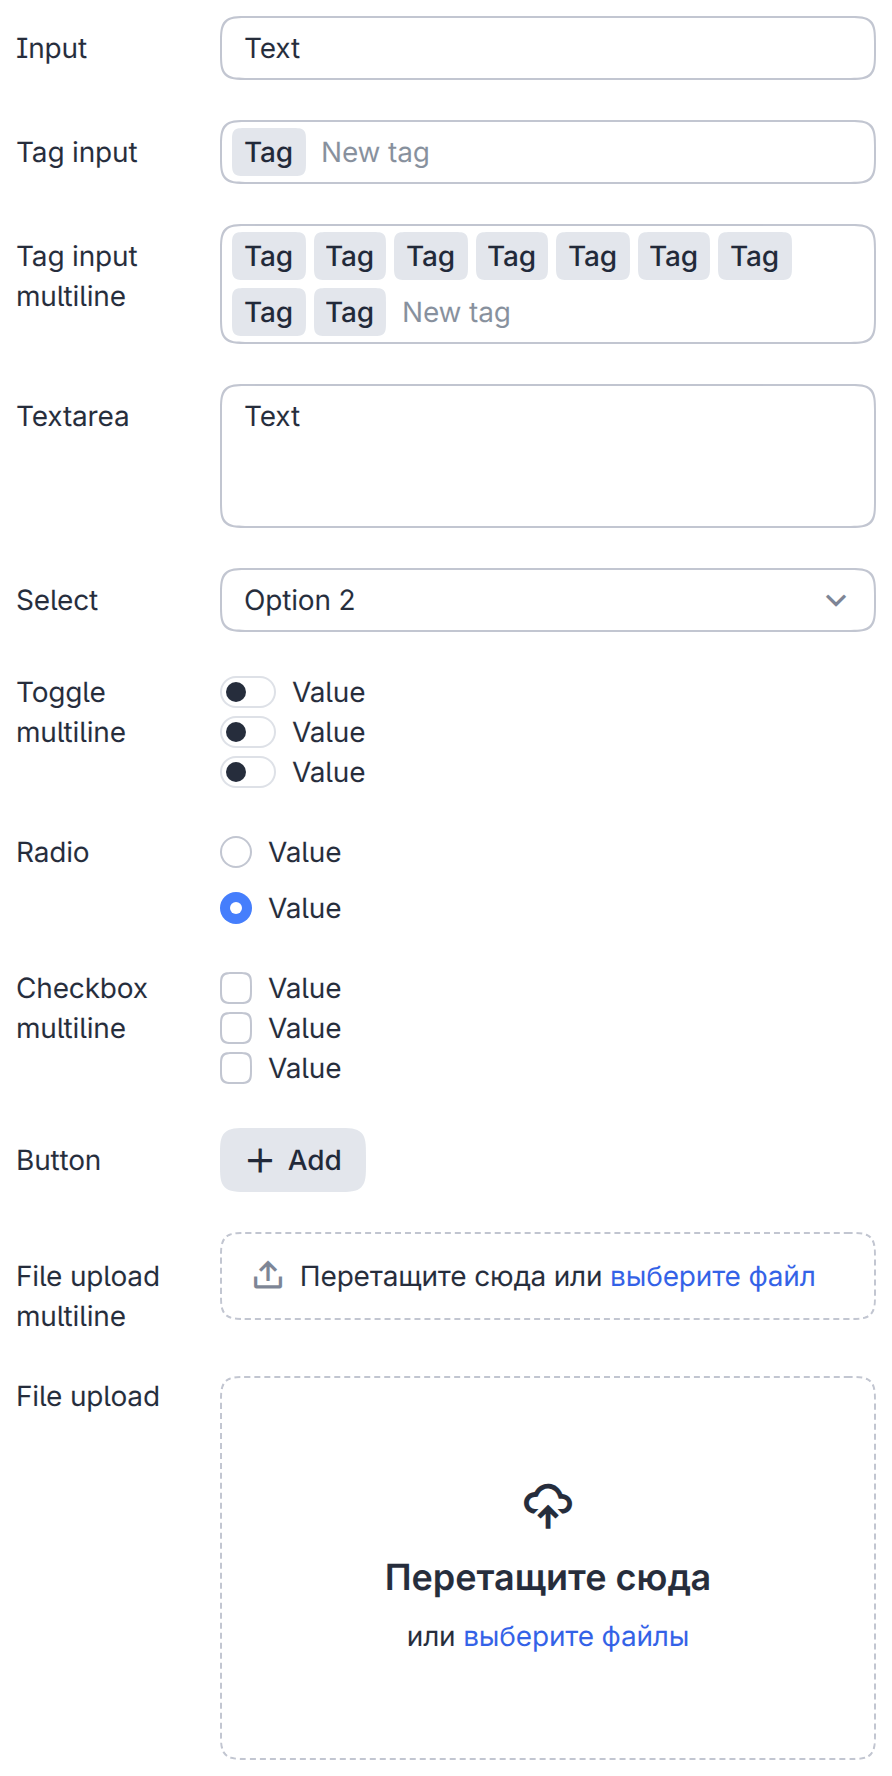 Input
Text
Tag input
Tag New tag
Tag input
multiline
Tag Tag Tag Tag Tag Tag Tag
Tag Tag New tag
Textarea
Text
Select
Option 2
Toggle
multiline
Value
Value
Value
Radio
Value
Value
Checkbox
multiline
Value
Value
Value
Button
Add
File upload
multiline
Перетащите сюда или выберите файл
File upload
Перетащите сюда
или выберите файлы